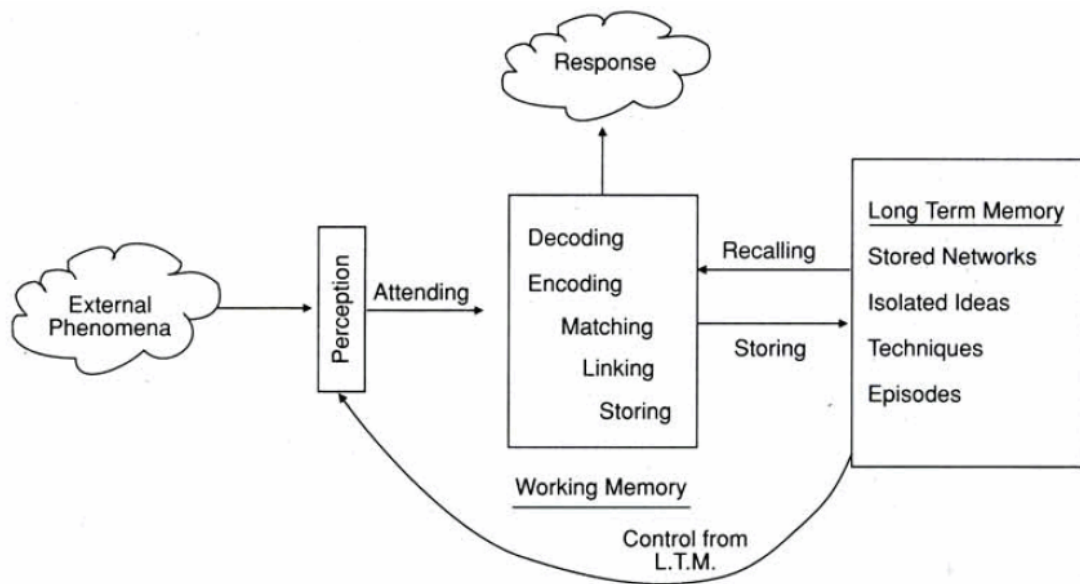 Response
External
Phenomena
Perception
Attending
Decoding
Encoding
Matching
Linking
Storing
Working Memory
Recalling
Storing
Long Term Memory
Stored Networks
Isolated Ideas
Techniques
Episodes
Control from
L.T.M.